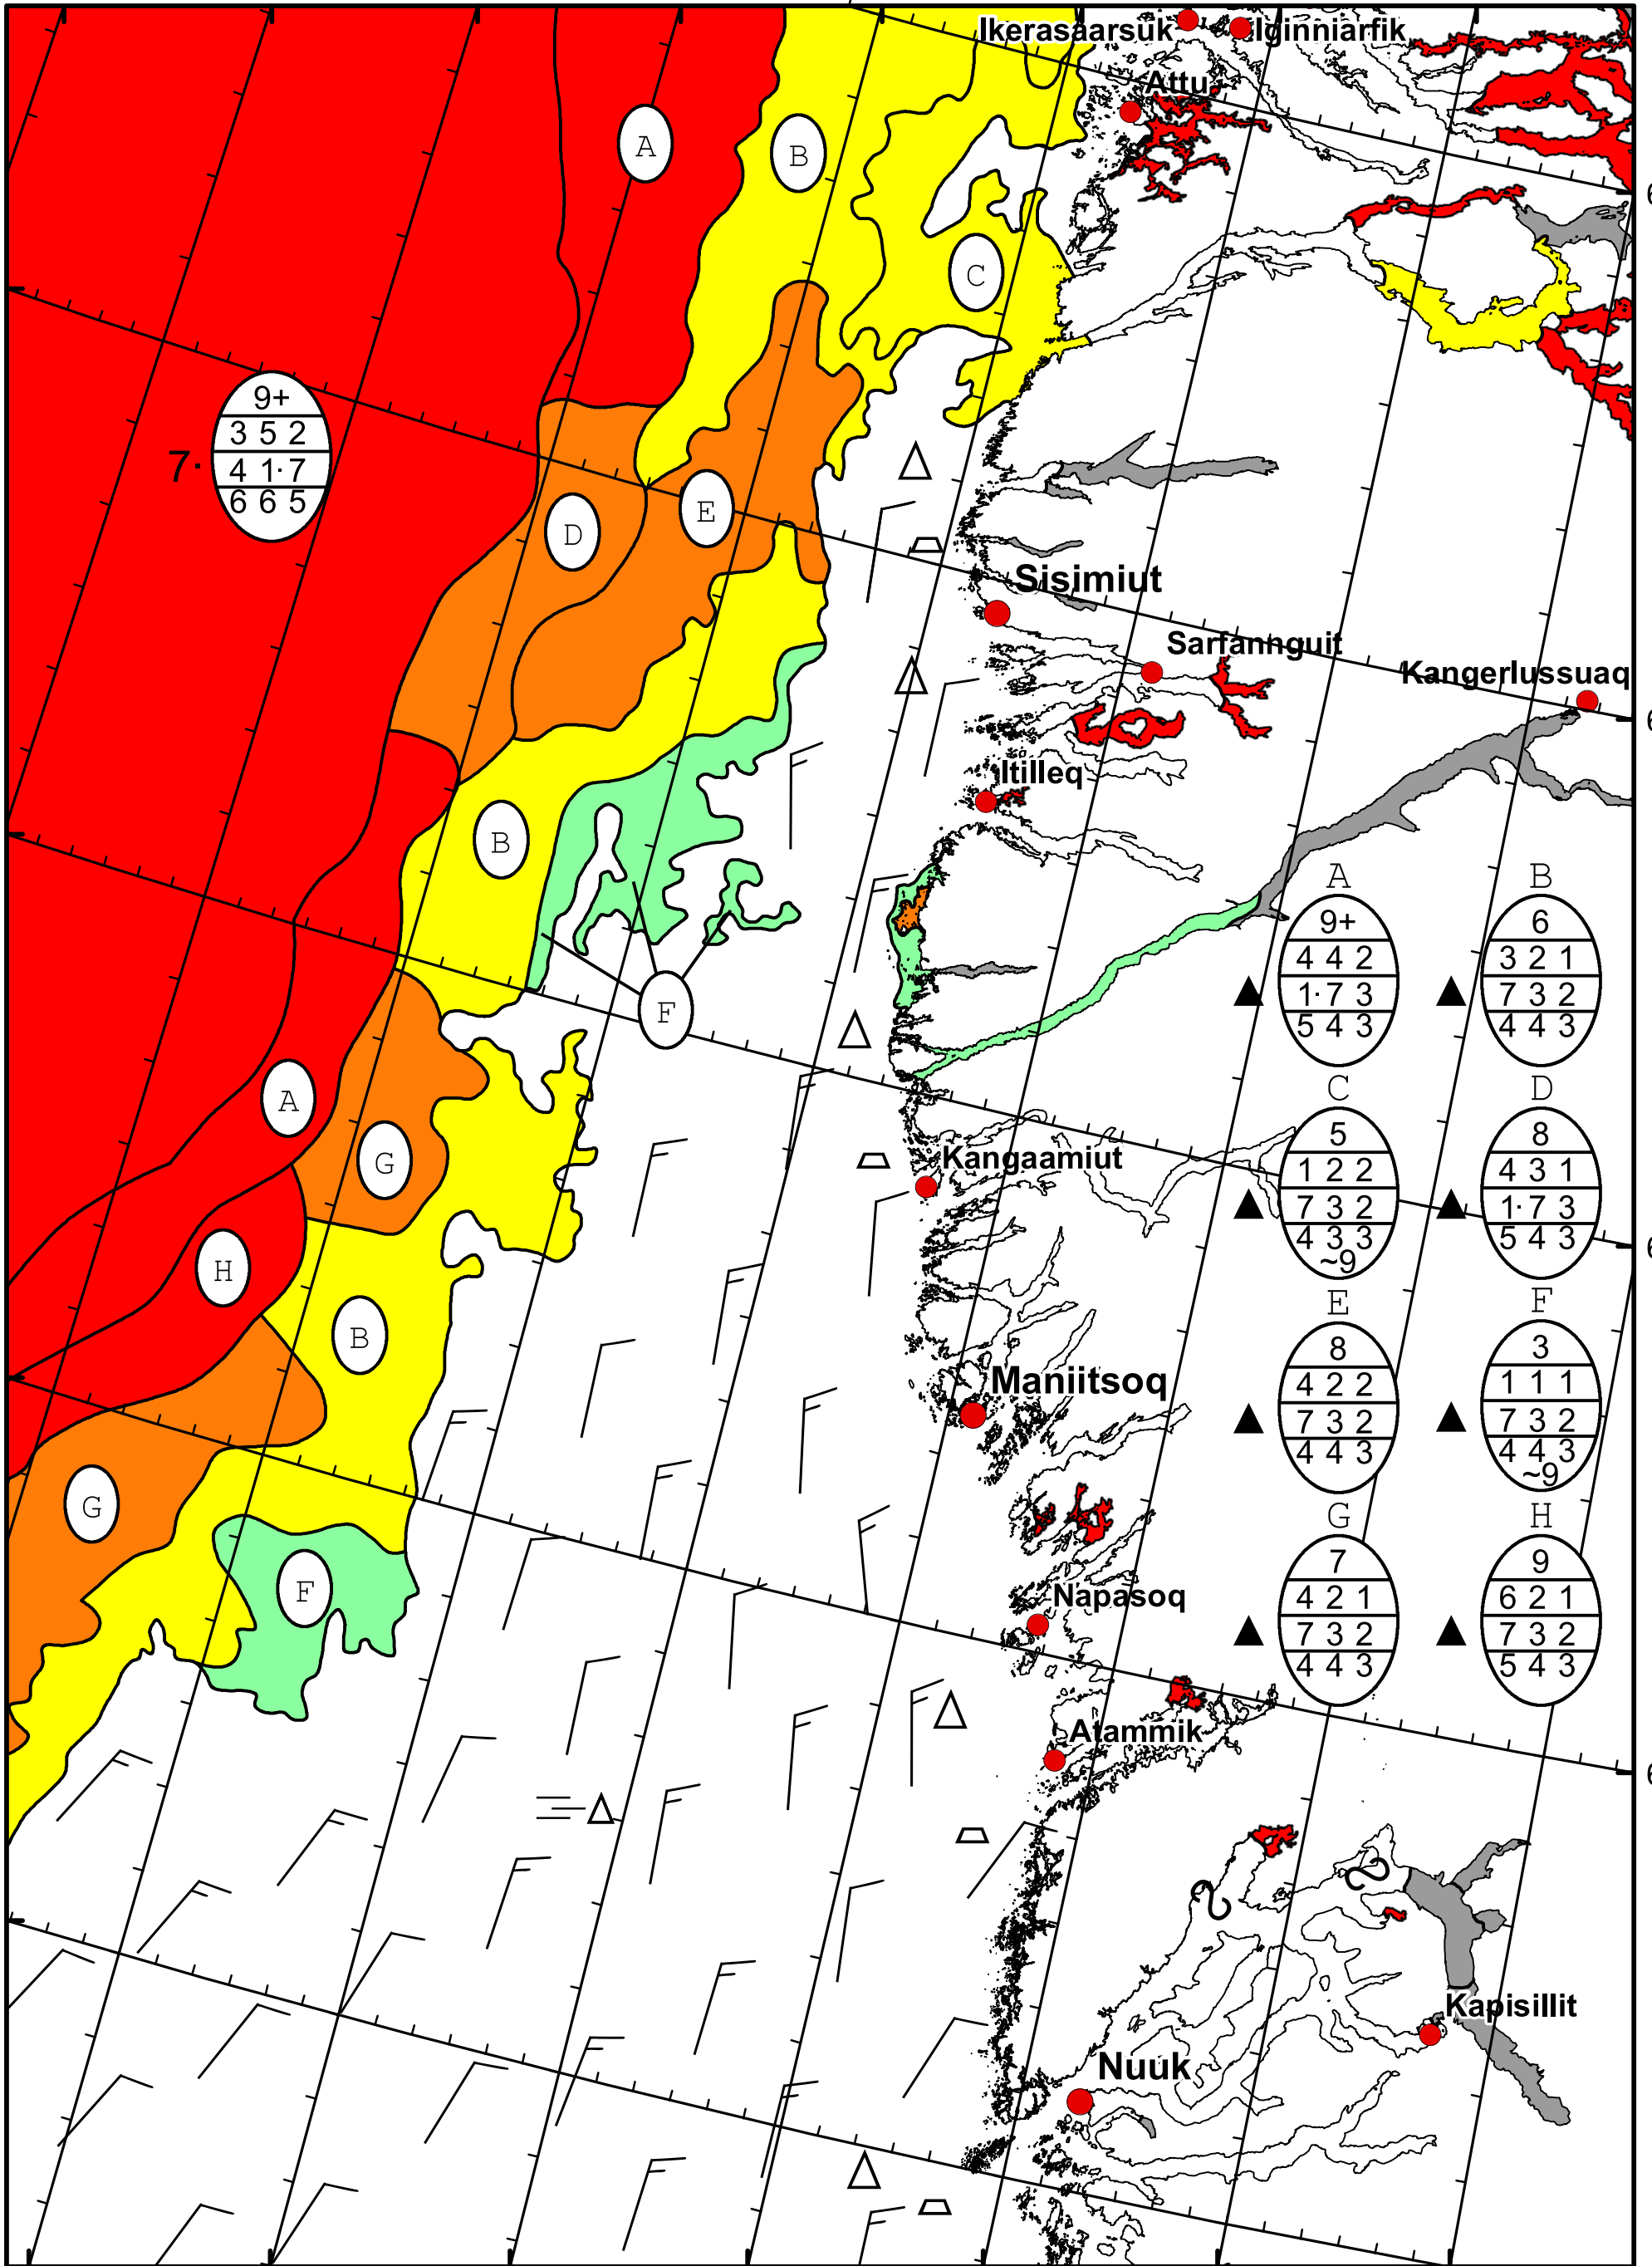 Ikerasaarsuk
Iginniarfik
Attu
A
B
C
9+
3 5 2
7·
4 1·7
6 6 5
D
E
Sisimiut
Sarfannguit
Kangerlussuaq
Itilleq
B
F
A
G
Kangaamiut
H
B
Maniitsoq
G
F
Napasoq
Atammik
Kapisillit
Nuuk
A
9+
4 4 2
1·7 3
5 4 3
B
6
3 2 1
7 3 2
4 4 3
C
5
1 2 2
7 3 2
4 3 3
~9
D
8
4 3 1
1·7 3
5 4 3
E
8
4 2 2
7 3 2
4 4 3
F
3
1 1 1
7 3 2
4 4 3
~9
G
7
4 2 1
7 3 2
4 4 3
H
9
6 2 1
7 3 2
5 4 3